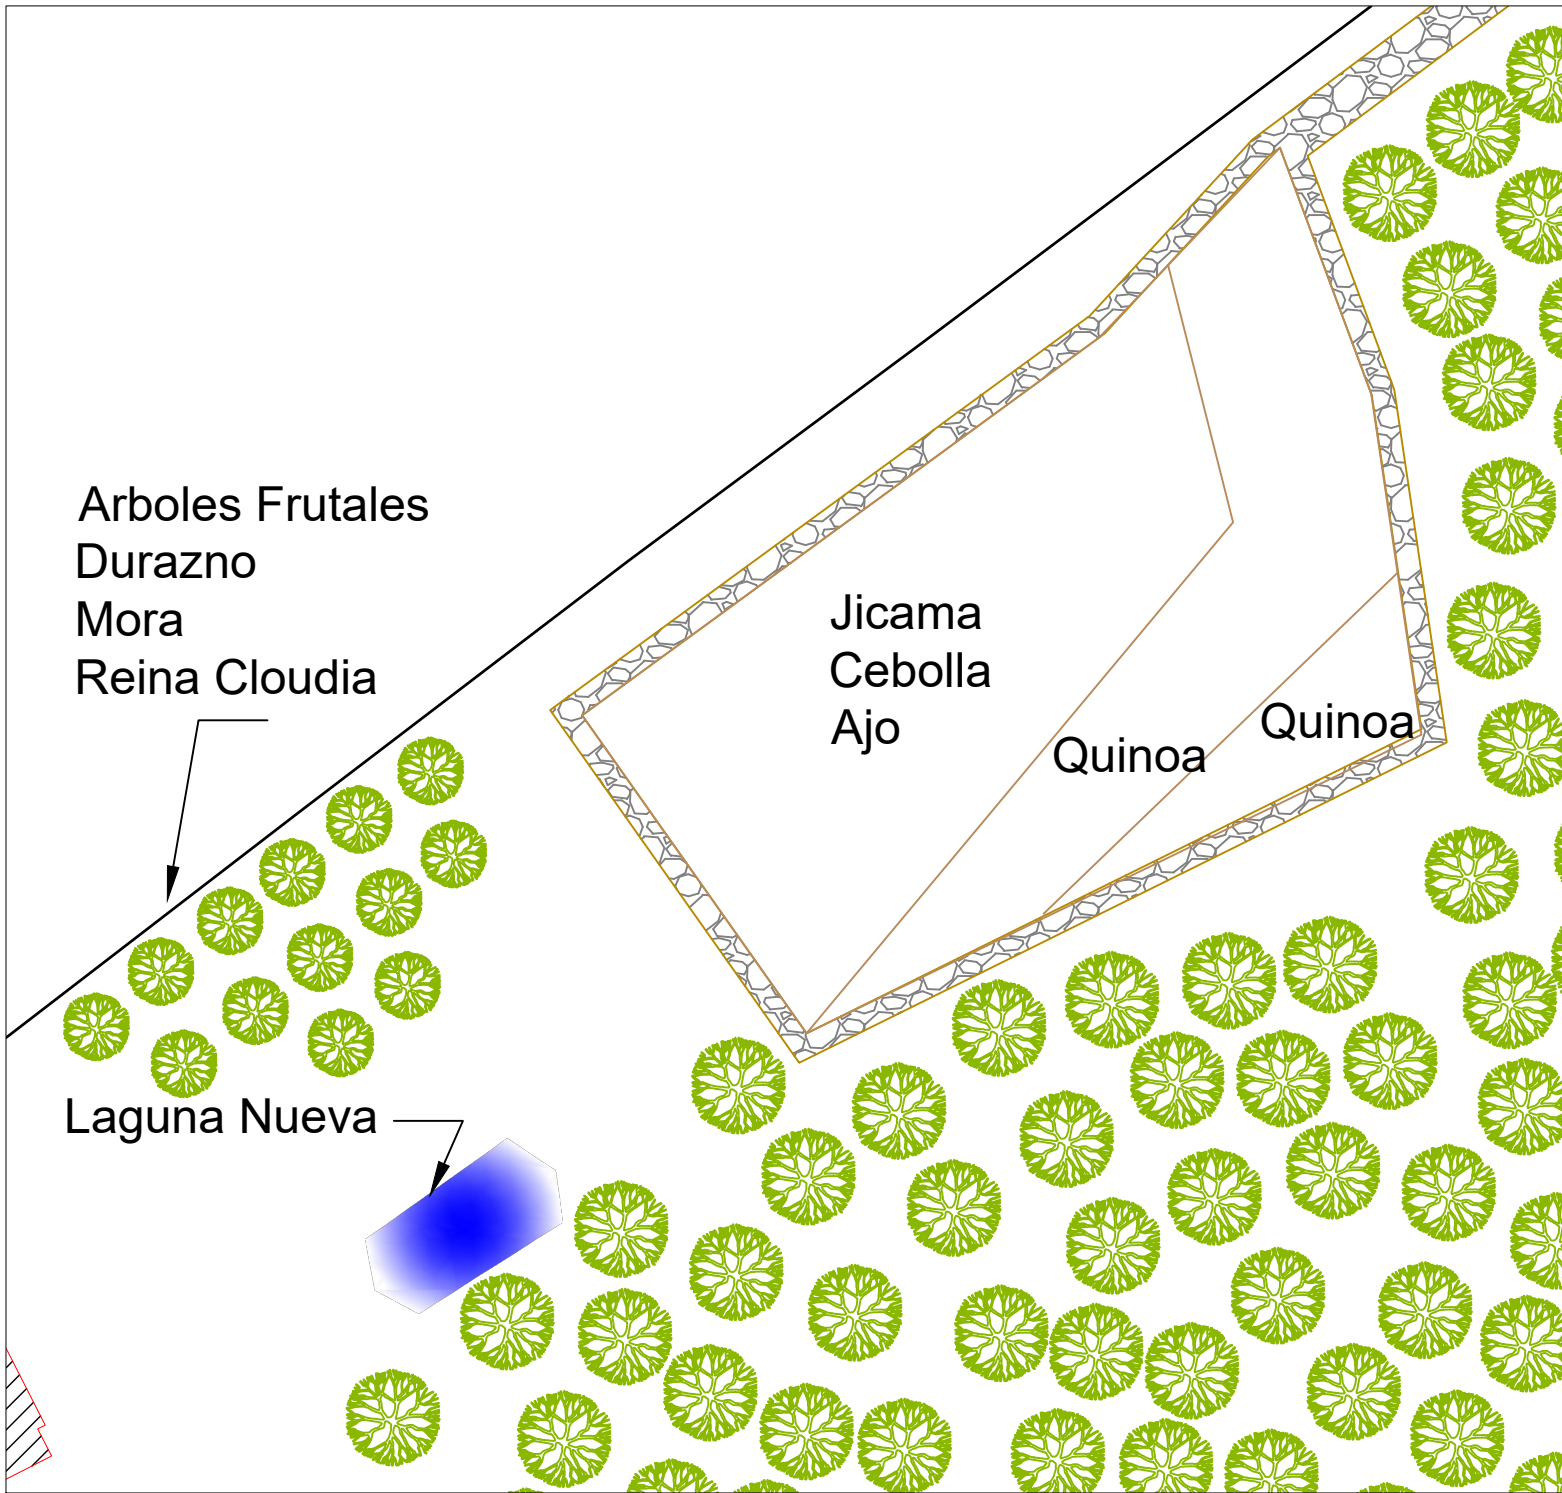 Arboles Frutales
Durazno
Mora
Reina Cloudia
Jicama
Cebolla
Ajo
Quinoa
Quinoa
Laguna Nueva